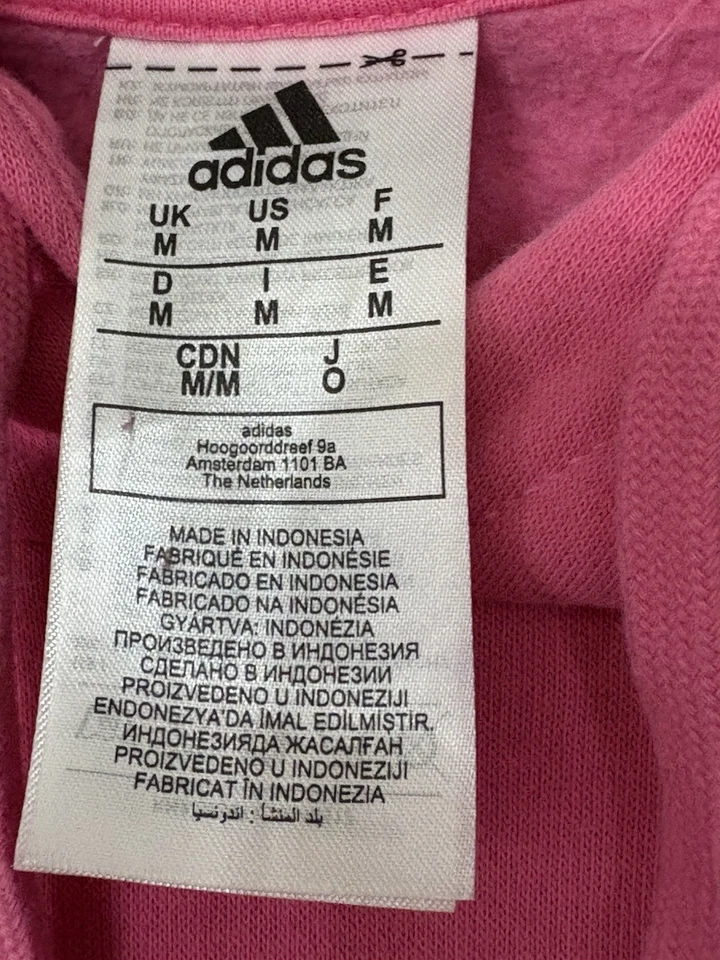 adidas
UK US F
M M M
D I E
M M M
CDN J
M/M O
adidas
Hoogoorddreef 9a
Amsterdam 1101 BA
The Netherlands
MADE IN INDONESIA
FABRIQUÉ EN INDONÉSIE
FABRICADO EN INDONESIA
FABRICADO NA INDONÉSIA
GYÁRTVA: INDONÉZIA
ПРОИЗВЕДЕНО В ИНДОНЕЗИЯ
СДЕЛАНО В ИНДОНЕЗИИ
PROIZVEDENO U INDONEZIJI
ENDONEZYA'DA İMAL EDİLMİŞTİR.
ИНДОНЕЗИЯДА ЖАСАЛҒАН
PROIZVEDENO U INDONEZIJI
FABRICAT ÎN INDONEZIA
بلد المنشأ : اندونسيا